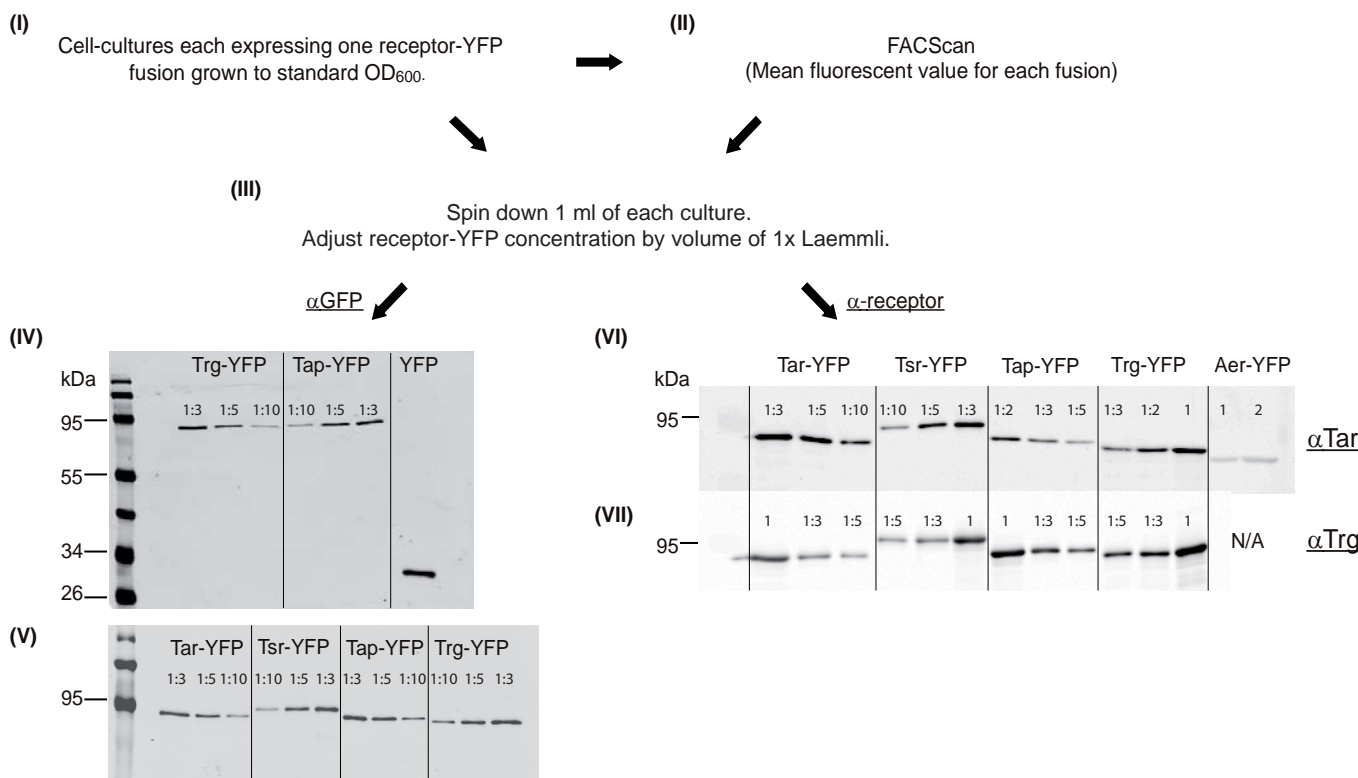 (I)
Cell-cultures each expressing one receptor-YFP
fusion grown to standard OD600.
(II)
FACScan
(Mean fluorescent value for each fusion)
(III)
Spin down 1 ml of each culture.
Adjust receptor-YFP concentration by volume of 1x Laemmli.
αGFP
α-receptor
(IV)
kDa
Trg-YFP Tap-YFP YFP
1:3 1:5 1:10 1:10 1:5 1:3
95
55
34
26
(V)
Tar-YFP Tsr-YFP Tap-YFP Trg-YFP
1:3 1:5 1:10 1:10 1:5 1:3 1:3 1:5 1:10 1:10 1:5 1:3
95
(VI)
kDa
Tar-YFP Tsr-YFP Tap-YFP Trg-YFP Aer-YFP
1:3 1:5 1:10 1:10 1:5 1:3 1:2 1:3 1:5 1:3 1:2 1 1 2
95
αTar
(VII)
1 1:3 1:5 1:5 1:3 1 1 1:3 1:5 1:5 1:3 1
95
N/A
αTrg